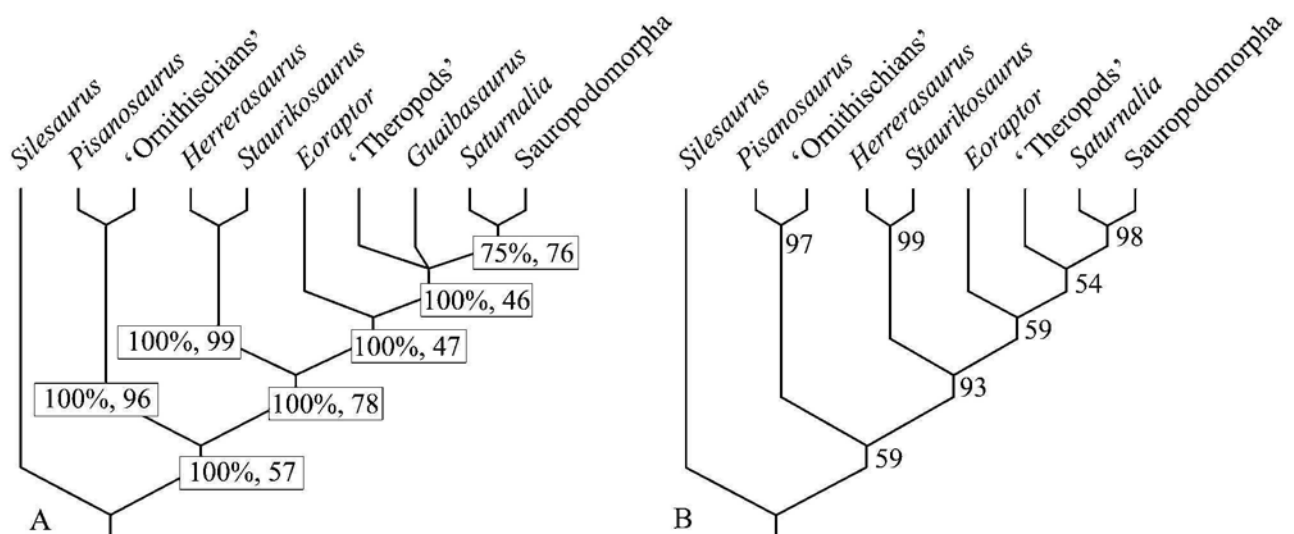 Silesaurus
Pisanosaurus
‘Ornithischians’
Herrerasaurus
Staurikosaurus
Eoraptor
‘Theropods’
Guaibasaurus
Saturnalia
Sauropodomorpha
75%, 76
100%, 46
100%, 47
100%, 99
100%, 78
100%, 96
100%, 57
A
Silesaurus
Pisanosaurus
‘Ornithischians’
Herrerasaurus
Staurikosaurus
Eoraptor
‘Theropods’
Saturnalia
Sauropodomorpha
97
99
98
54
59
93
59
B